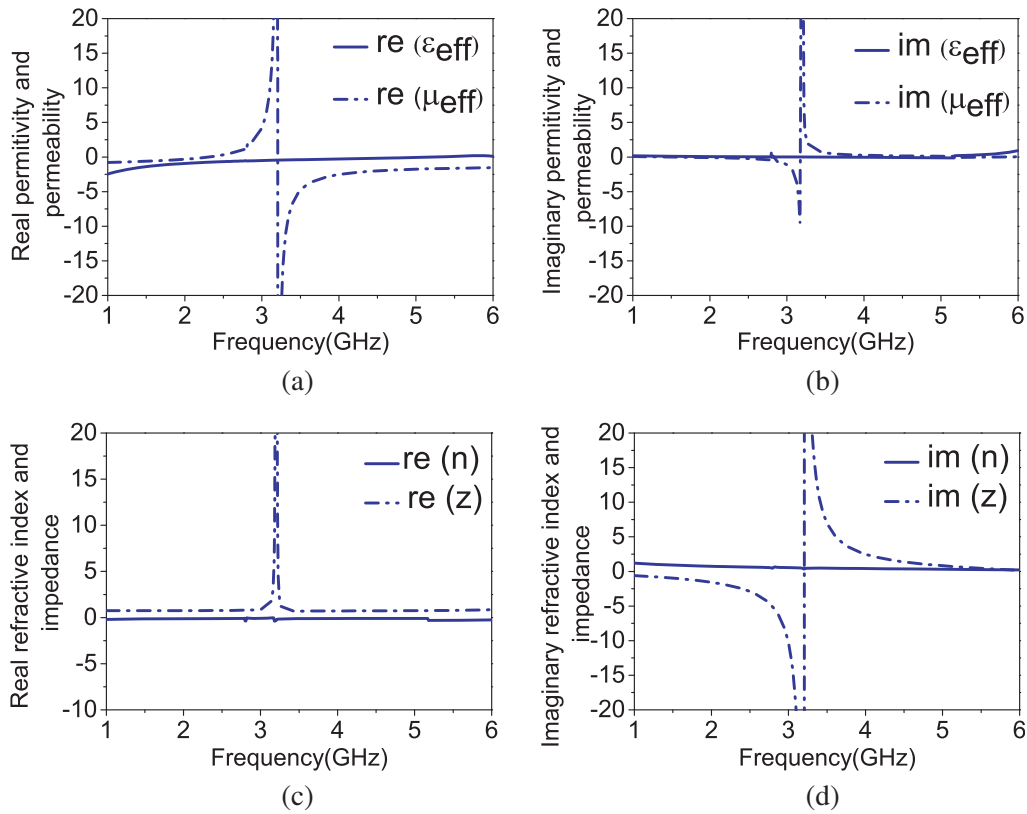 Real permitivity and
permeability
20
15
10
5
0
-5
-10
-15
-20
re (εeff)
re (μeff)
1 2 3 4 5 6
Frequency(GHz)
(a)
Imaginary permitivity and
permeability
20
15
10
5
0
-5
-10
-15
-20
im (εeff)
im (μeff)
1 2 3 4 5 6
Frequency(GHz)
(b)
Real refractive index and
impedance
20
15
10
5
0
-5
-10
re (n)
re (z)
1 2 3 4 5 6
Frequency(GHz)
(c)
Imaginary refractive index and
impedance
20
15
10
5
0
-5
-10
-15
-20
im (n)
im (z)
1 2 3 4 5 6
Frequency(GHz)
(d)